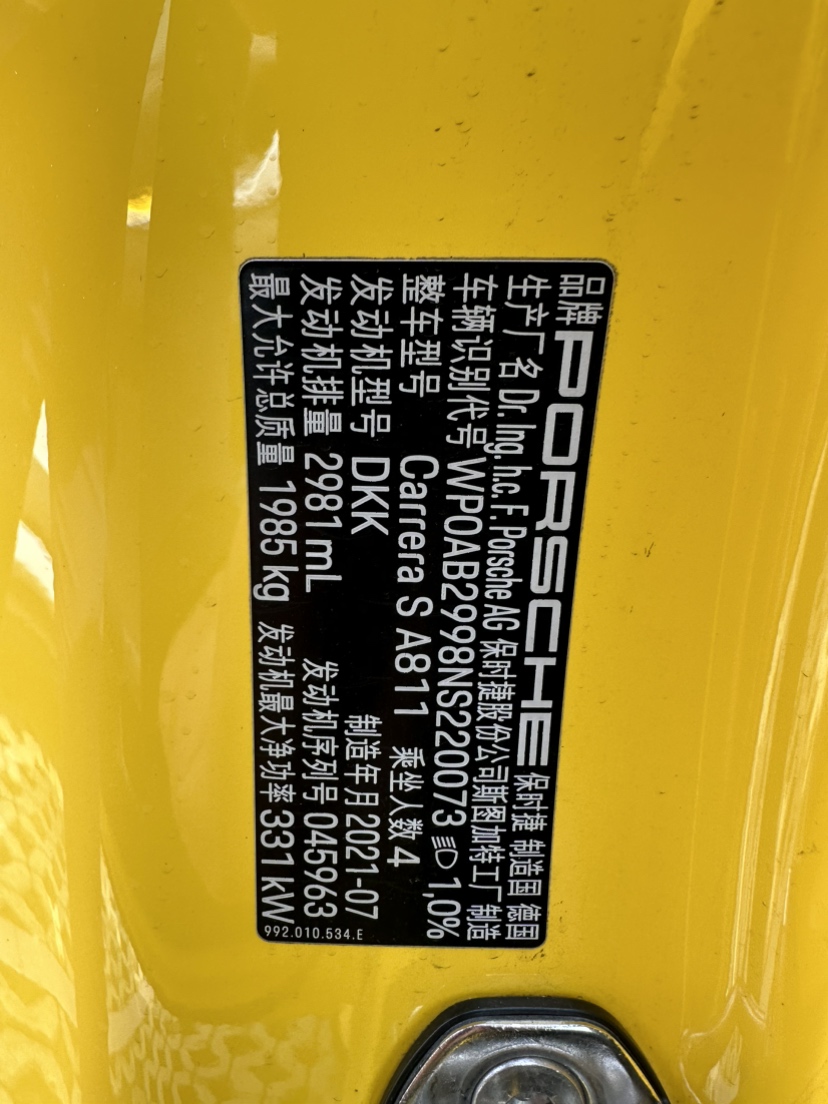 品牌 PORSCHE 保时捷 制造国 德国
生产厂名 Dr. Ing. h.c. F. Porsche AG 保时捷股份公司斯图加特工厂 制造
车辆识别代号 WP0AB2998NS220073 1,0%
整车型号 Carrera S A811 乘坐人数 4
发动机型号 DKK 制造年月 2021-07
发动机排量 2981 mL 发动机序列号 045963
最大允许总质量 1985 kg 发动机最大净功率 331 kW
992.010.534.E